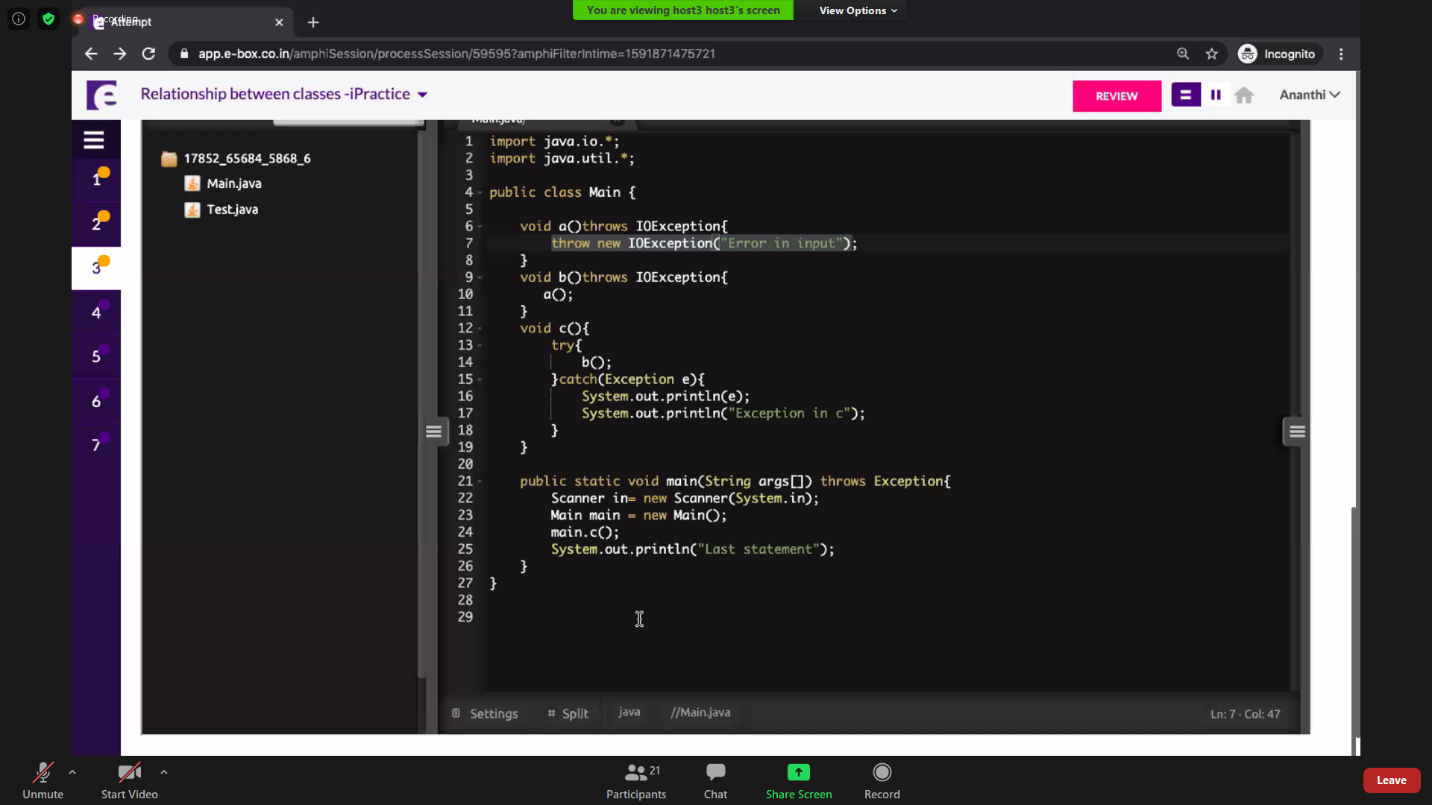 Recording
Attempt
You are viewing host3 host3's screen
View Options
app.e-box.co.in/amphiSession/processSession/59595?amphiFilterIntime=1591871475721
Incognito
Relationship between classes -iPractice
REVIEW
Ananthi
1
2
3
4
5
6
7
17852_65684_5868_6
Main.java
Test.java
Main.java
1 import java.io.*;
2 import java.util.*;
3
4 public class Main {
5
6 void a()throws IOException{
7 throw new IOException("Error in input");
8 }
9 void b()throws IOException{
10 a();
11 }
12 void c(){
13 try{
14 b();
15 }catch(Exception e){
16 System.out.println(e);
17 System.out.println("Exception in c");
18 }
19 }
20
21 public static void main(String args[]) throws Exception{
22 Scanner in= new Scanner(System.in);
23 Main main = new Main();
24 main.c();
25 System.out.println("Last statement");
26 }
27 }
28
29
Settings
Split
java
//Main.java
Ln: 7 - Col: 47
Unmute
Start Video
21
Participants
Chat
Share Screen
Record
Leave